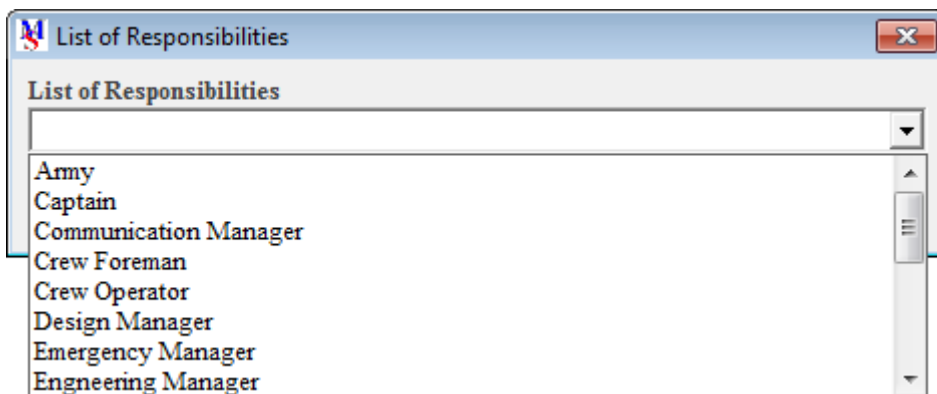 List of Responsibilities
List of Responsibilities
Army
Captain
Communication Manager
Crew Foreman
Crew Operator
Design Manager
Emergency Manager
Engneering Manager